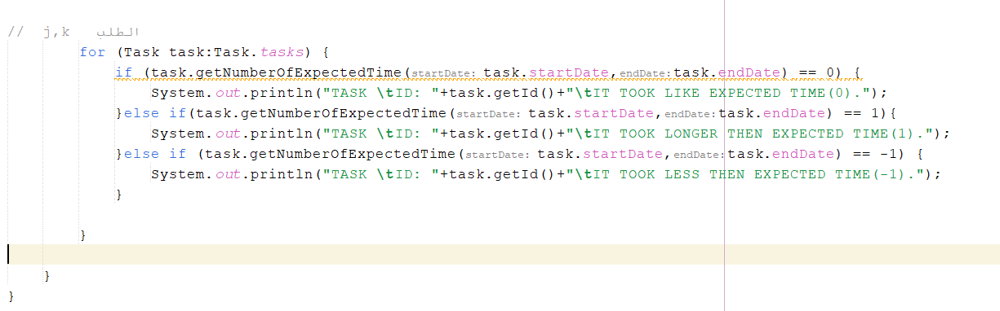 // j,k الطلب
for (Task task:Task.tasks) {
if (task.getNumberOfExpectedTime(startDate: task.startDate,endDate:task.endDate) == 0) {
System.out.println("TASK \tID: "+task.getId()+"\tIT TOOK LIKE EXPECTED TIME(0).");
}else if(task.getNumberOfExpectedTime(startDate: task.startDate,endDate:task.endDate) == 1){
System.out.println("TASK \tID: "+task.getId()+"\tIT TOOK LONGER THEN EXPECTED TIME(1).");
}else if (task.getNumberOfExpectedTime(startDate: task.startDate,endDate:task.endDate) == -1) {
System.out.println("TASK \tID: "+task.getId()+"\tIT TOOK LESS THEN EXPECTED TIME(-1).");
}
}
}
}